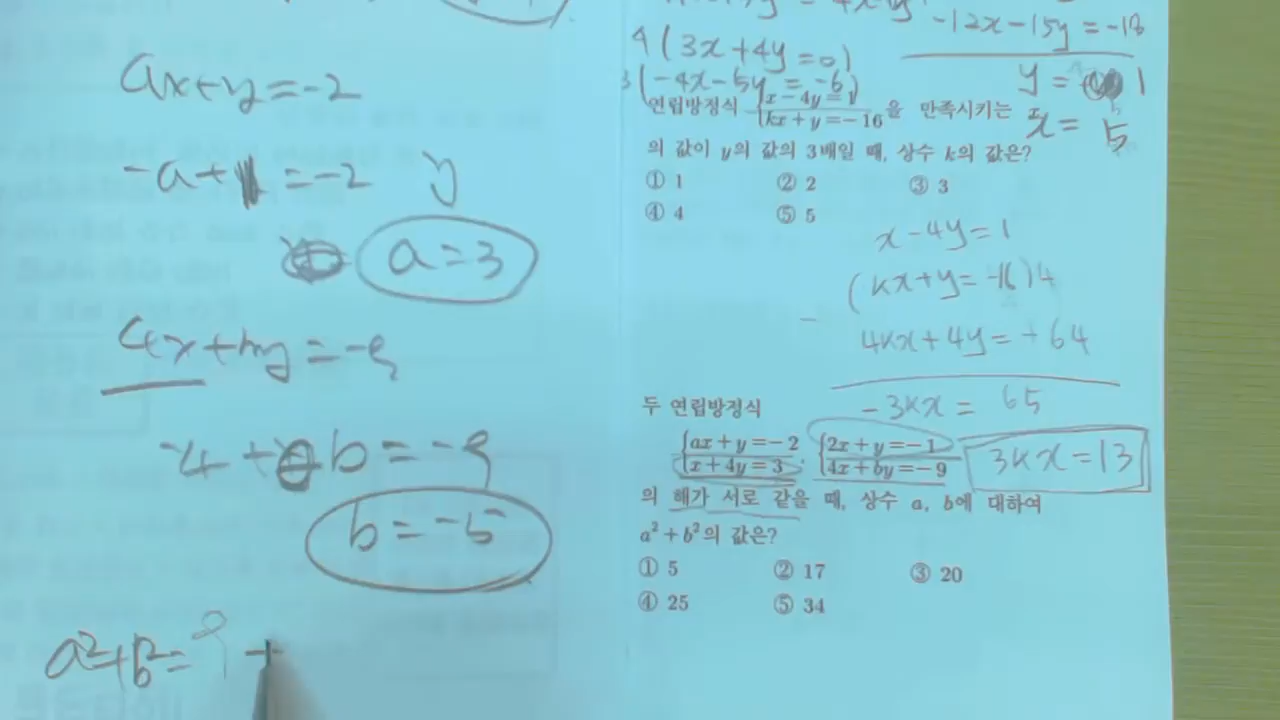 ax+y=-2
-a+1=-2
a=3
4x+by=-9
-4+b=-9
b=-5
a²+b²=9+
-12x-15y=-18
4(3x+4y=0)
3(-4x-5y=-6)
y=1
x=5
연립방정식 {x-4y=1 kx+y=-16 을 만족시키는 x
의 값이 y의 값의 3배일 때, 상수 k의 값은?
① 1 ② 2 ③ 3
④ 4 ⑤ 5
x-4y=1
(kx+y=-16)4
4kx+4y=+64
-3kx=65
3kx=13
두 연립방정식
{ax+y=-2 x+4y=3, {2x+y=-1 4x+by=-9
의 해가 서로 같을 때, 상수 a, b에 대하여
a²+b²의 값은?
① 5 ② 17 ③ 20
④ 25 ⑤ 34